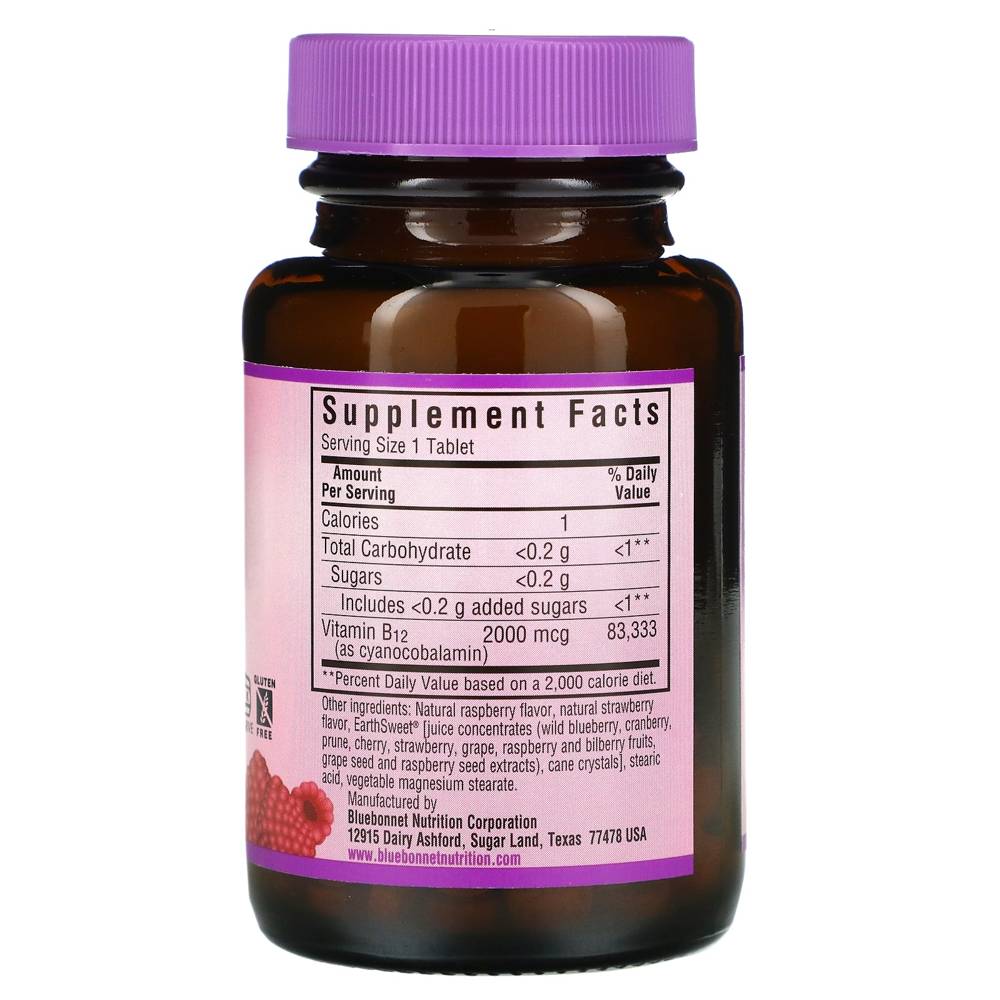 Supplement Facts
Serving Size 1 Tablet
Amount Per Serving % Daily Value
Calories 1
Total Carbohydrate <0.2 g <1**
Sugars <0.2 g
Includes <0.2 g added sugars <1**
Vitamin B12 2000 mcg 83,333
(as cyanocobalamin)
**Percent Daily Value based on a 2,000 calorie diet.
Other ingredients: Natural raspberry flavor, natural strawberry
flavor, EarthSweet® [juice concentrates (wild blueberry, cranberry,
prune, cherry, strawberry, grape, raspberry and bilberry fruits,
grape seed and raspberry seed extracts), cane crystals], stearic
acid, vegetable magnesium stearate.
Manufactured by
Bluebonnet Nutrition Corporation
12915 Dairy Ashford, Sugar Land, Texas 77478 USA
www.bluebonnetnutrition.com
GLUTEN
FREE